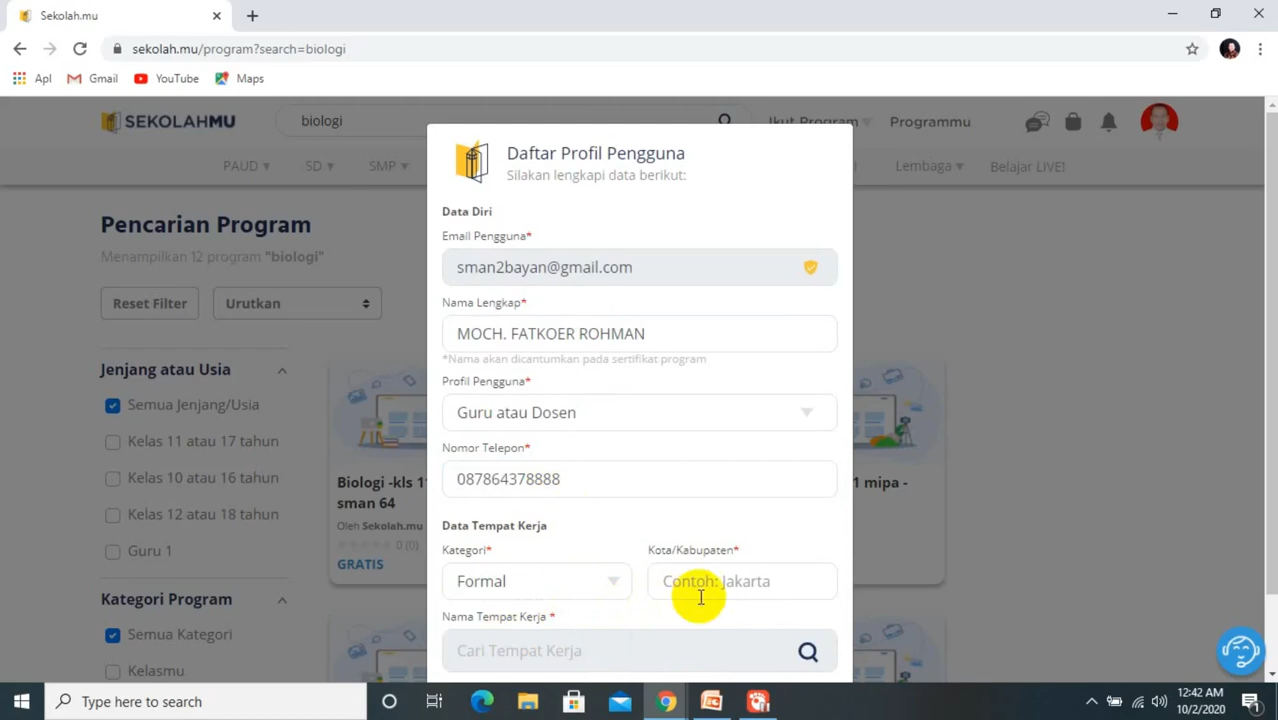 Sekolah.mu
sekolah.mu/program?search=biologi
Apl Gmail YouTube Maps
SEKOLAHMU
biologi
Ikut Program Programmu
PAUD SD SMP Lembaga Belajar LIVE!
Pencarian Program
Menampilkan 12 program "biologi"
Reset Filter Urutkan
Jenjang atau Usia
Semua Jenjang/Usia
Kelas 11 atau 17 tahun
Kelas 10 atau 16 tahun
Kelas 12 atau 18 tahun
Guru 1
Kategori Program
Semua Kategori
Kelasmu
Biologi -kls 1
sman 64
Oleh Sekolah.mu
0 (0)
GRATIS
Daftar Profil Pengguna
Silakan lengkapi data berikut:
Data Diri
Email Pengguna*
sman2bayan@gmail.com
Nama Lengkap*
MOCH. FATKOER ROHMAN
*Nama akan dicantumkan pada sertifikat program
Profil Pengguna*
Guru atau Dosen
Nomor Telepon*
087864378888
Data Tempat Kerja
Kategori* Kota/Kabupaten*
Formal Contoh: Jakarta
Nama Tempat Kerja *
Cari Tempat Kerja
1 mipa -
Type here to search
12:42 AM
10/2/2020
1